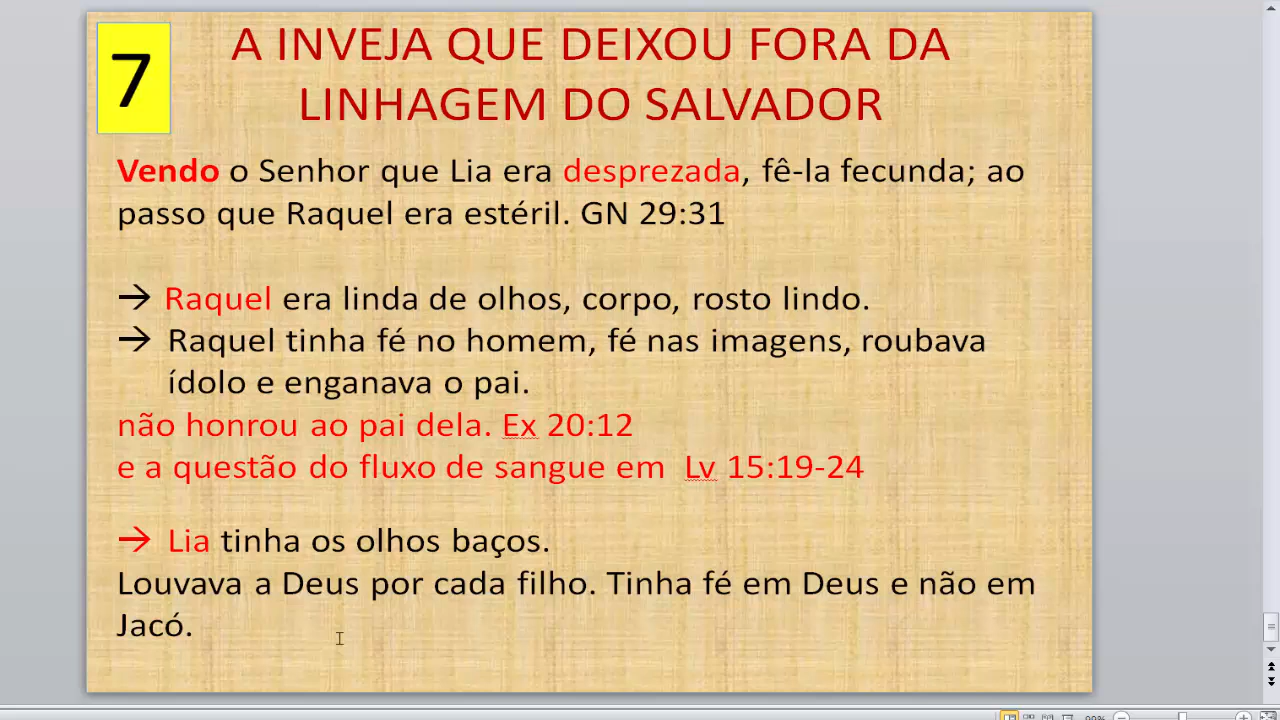 7
A INVEJA QUE DEIXOU FORA DA
LINHAGEM DO SALVADOR
Vendo o Senhor que Lia era desprezada, fê-la fecunda; ao
passo que Raquel era estéril. GN 29:31
→ Raquel era linda de olhos, corpo, rosto lindo.
→ Raquel tinha fé no homem, fé nas imagens, roubava
ídolo e enganava o pai.
não honrou ao pai dela. Ex 20:12
e a questão do fluxo de sangue em Lv 15:19-24
→ Lia tinha os olhos baços.
Louvava a Deus por cada filho. Tinha fé em Deus e não em
Jacó.